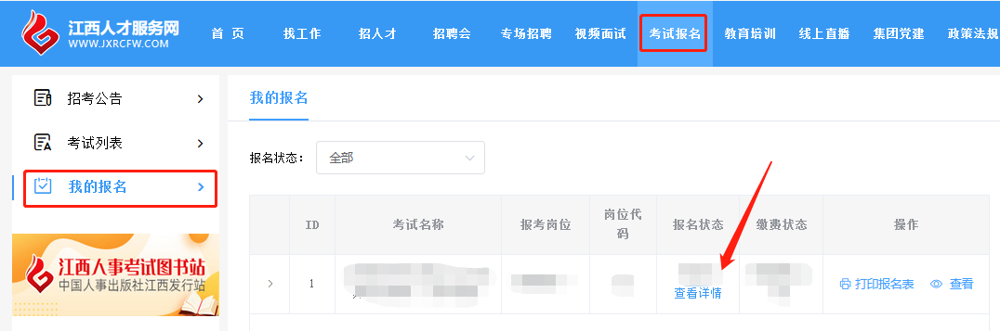 江西人才服务网
WWW.JXRCFW.COM
首 页 找工作 招人才 招聘会 专场招聘 视频面试 考试报名 教育培训 线上直播 集团党建 政策法规
招考公告
考试列表
我的报名
江西人事考试图书站
中国人事出版社江西发行站
我的报名
报名状态： 全部
ID 考试名称 报考岗位 岗位代码 报名状态 缴费状态 操作
1 查看详情 打印报名表 查看